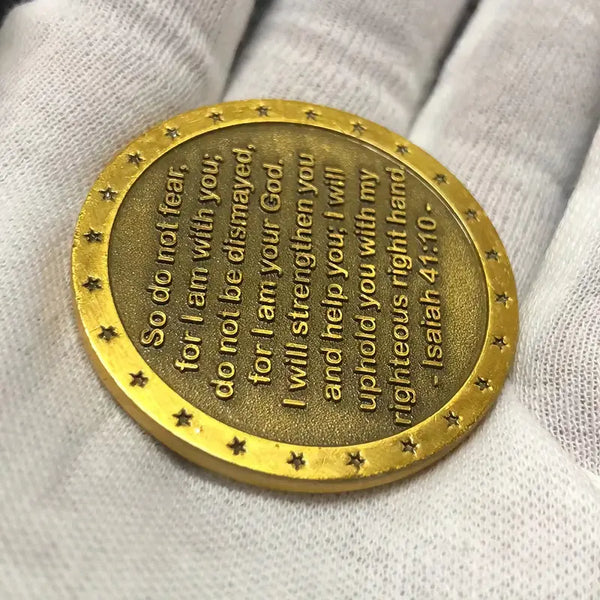 So do not fear,
for I am with you;
do not be dismayed,
for I am your God.
I will strengthen you
and help you; I will
uphold you with my
righteous right hand.
- Isaiah 41:10 -